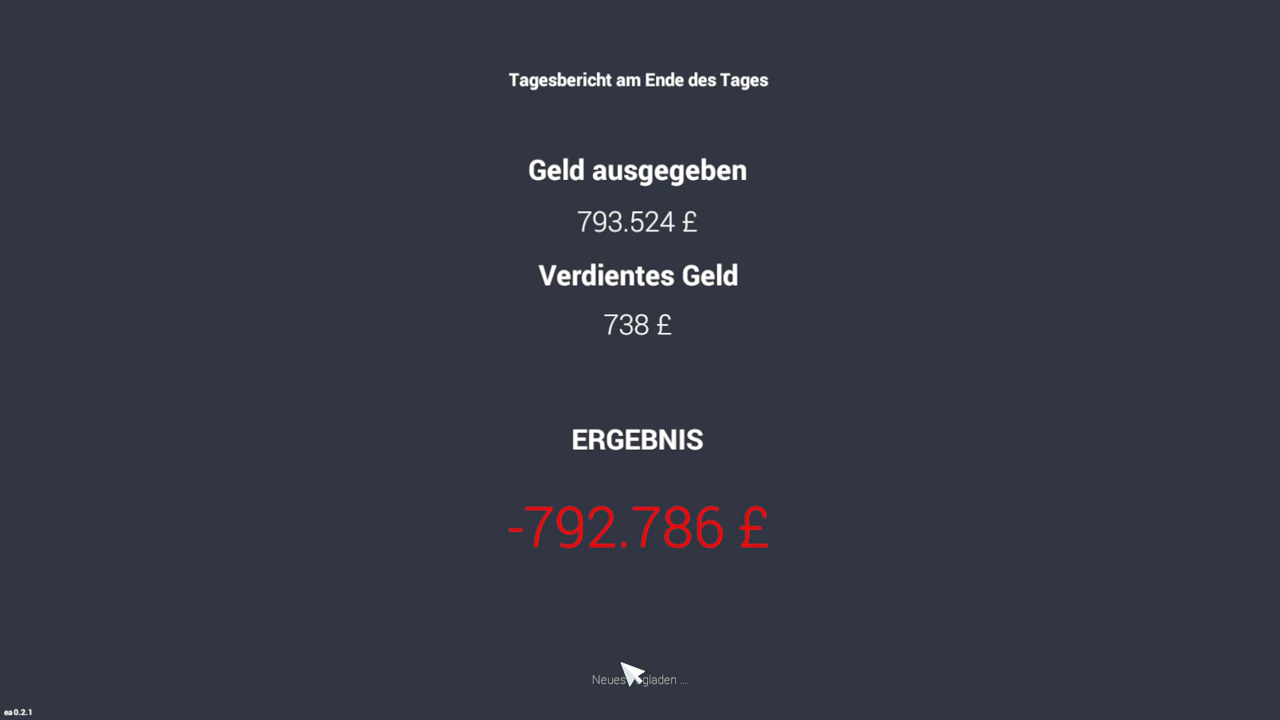 Tagesbericht am Ende des Tages
Geld ausgegeben
793.524 £
Verdientes Geld
738 £
ERGEBNIS
-792.786 £
ea 0.2.1